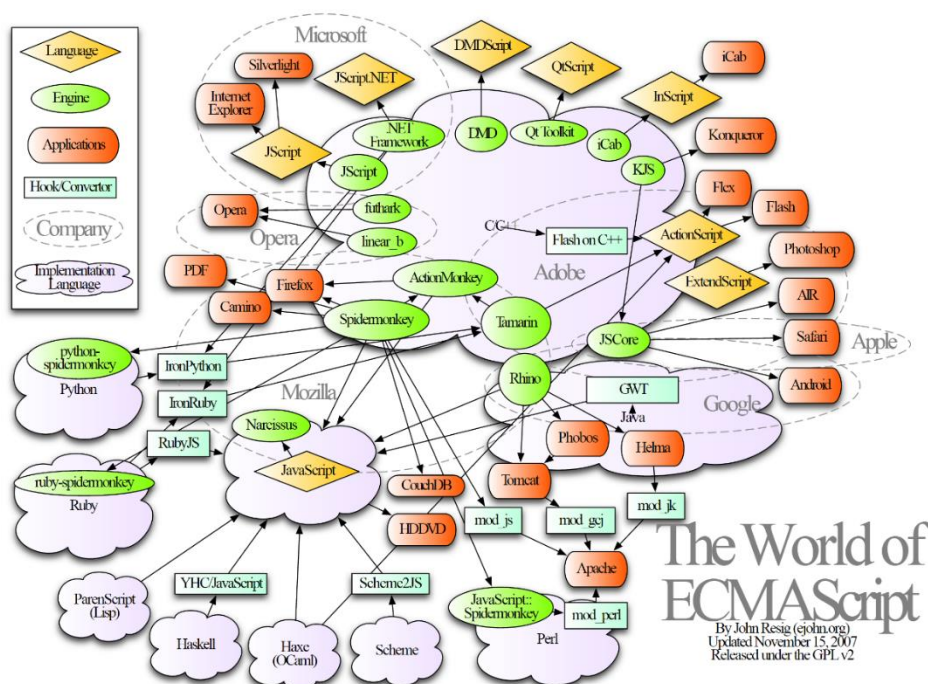 Language
Engine
Applications
Hook/Convertor
Company
Implementation
Language
Microsoft
Silverlight
Internet
Explorer
JScript.NET
JScript
.NET
Framework
JScript
DMDScript
DMD
QtScript
Qt Toolkit
iCab
InScript
iCab
KJS
Konqueror
Opera
Opera
futhark
linear_b
Flex
Flash
CC+
Flash on C++
ActionScript
Adobe
Photoshop
ExtendScript
AIR
PDF
Firefox
Camino
ActionMonkey
Spidermonkey
Tamarin
JSCore
Safari
Apple
Android
python-
spidermonkey
Python
IronPython
IronRuby
RubyJS
ruby-spidermonkey
Ruby
Mozilla
Narcissus
JavaScript
Rhino
GWT
Java
Google
Phobos
Helma
Tomcat
CouchDB
HDDVD
mod_js
mod_gcj
mod_jk
Apache
ParenScript
(Lisp)
YHC/JavaScript
Haskell
Haxe
(OCaml)
Scheme2JS
Scheme
JavaScript::
Spidermonkey
mod_perl
Perl
The World of
ECMAScript
By John Resig (ejohn.org)
Updated November 15, 2007
Released under the GPL v2